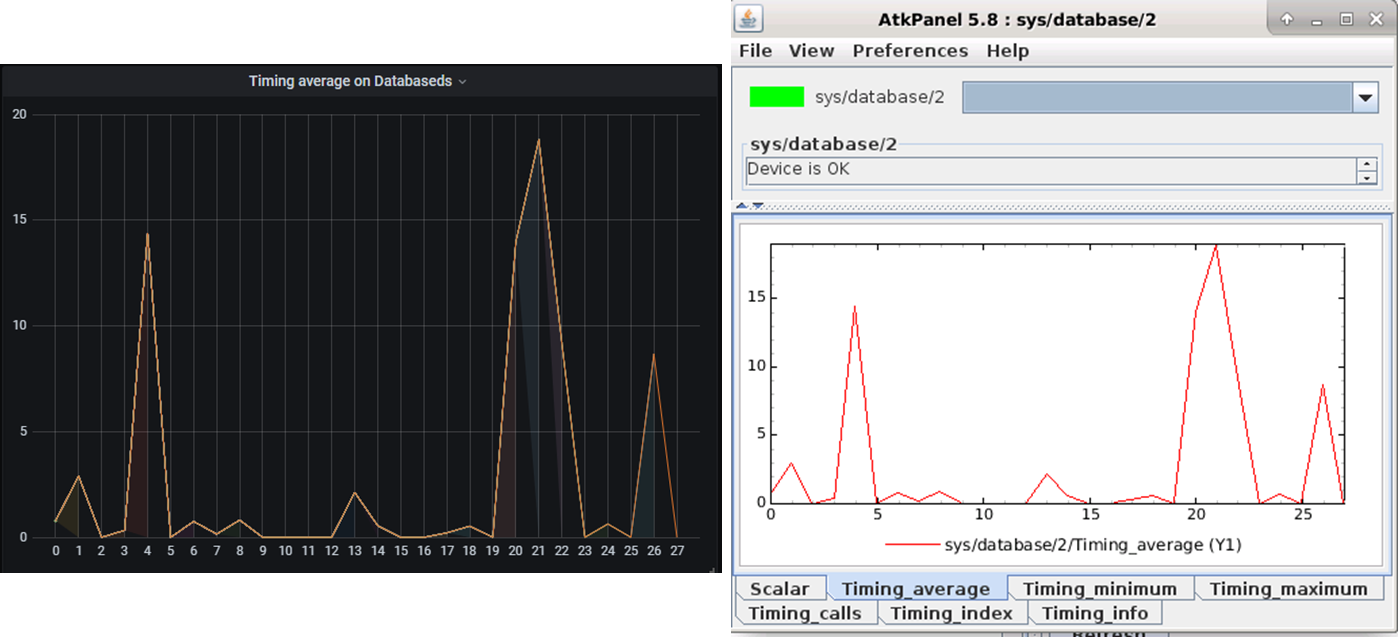 Timing average on Databaseds
20
15
10
5
0
0 1 2 3 4 5 6 7 8 9 10 11 12 13 14 15 16 17 18 19 20 21 22 23 24 25 26 27
AtkPanel 5.8 : sys/database/2
File View Preferences Help
sys/database/2
sys/database/2
Device is OK
15
10
5
0
0 5 10 15 20 25
sys/database/2/Timing_average (Y1)
Scalar Timing_average Timing_minimum Timing_maximum
Timing_calls Timing_index Timing_info
Refresh